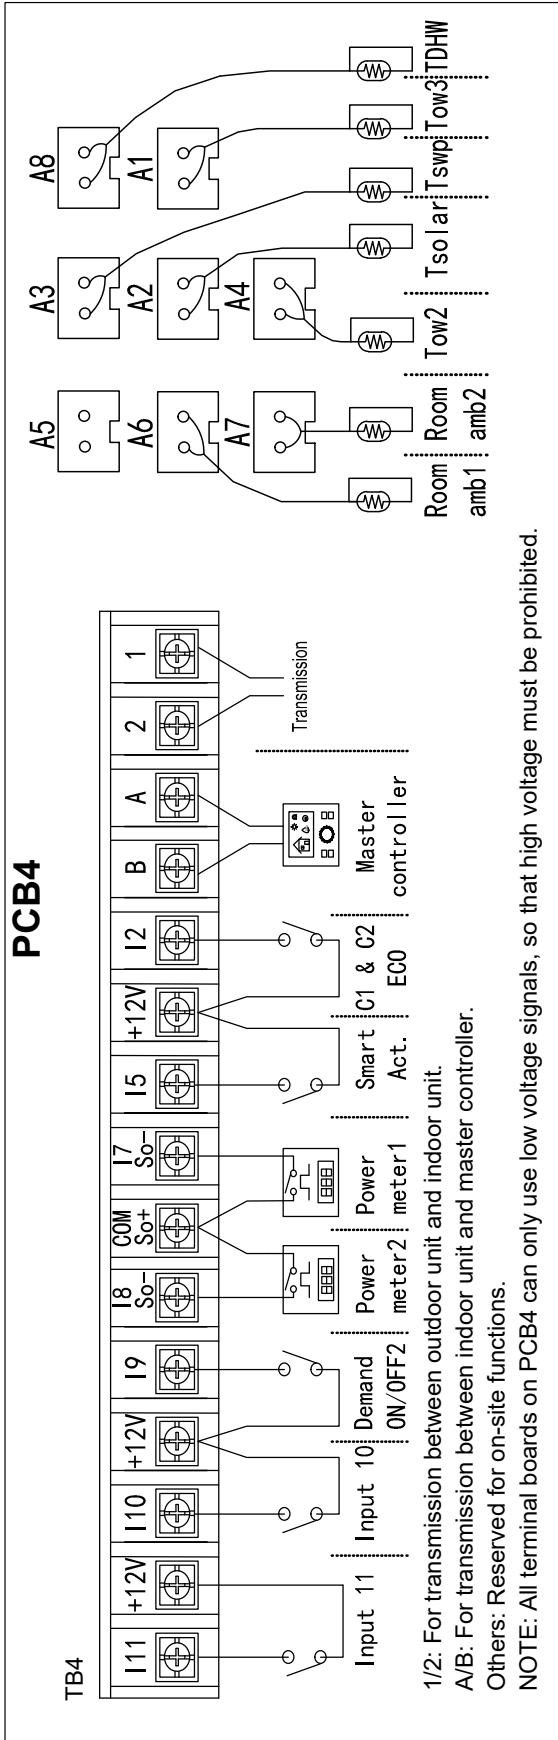 PCB4
TB4
I11 +12V I10 +12V I9 I8 So- COM So+ I7 So- I5 +12V I2 B A 2 1
Input 11
Input 10
Demand
ON/OFF2
Power
meter2
Power
meter1
Smart
Act.
C1 & C2
ECO
Master
controller
Transmission
A5 A3 A8
A6 A2 A1
A7 A4
Room
amb1
Room
amb2
Tow2
Tsolar
Tswp
Tow3
TDHW
1/2: For transmission between outdoor unit and indoor unit.
A/B: For transmission between indoor unit and master controller.
Others: Reserved for on-site functions.
NOTE: All terminal boards on PCB4 can only use low voltage signals, so that high voltage must be prohibited.